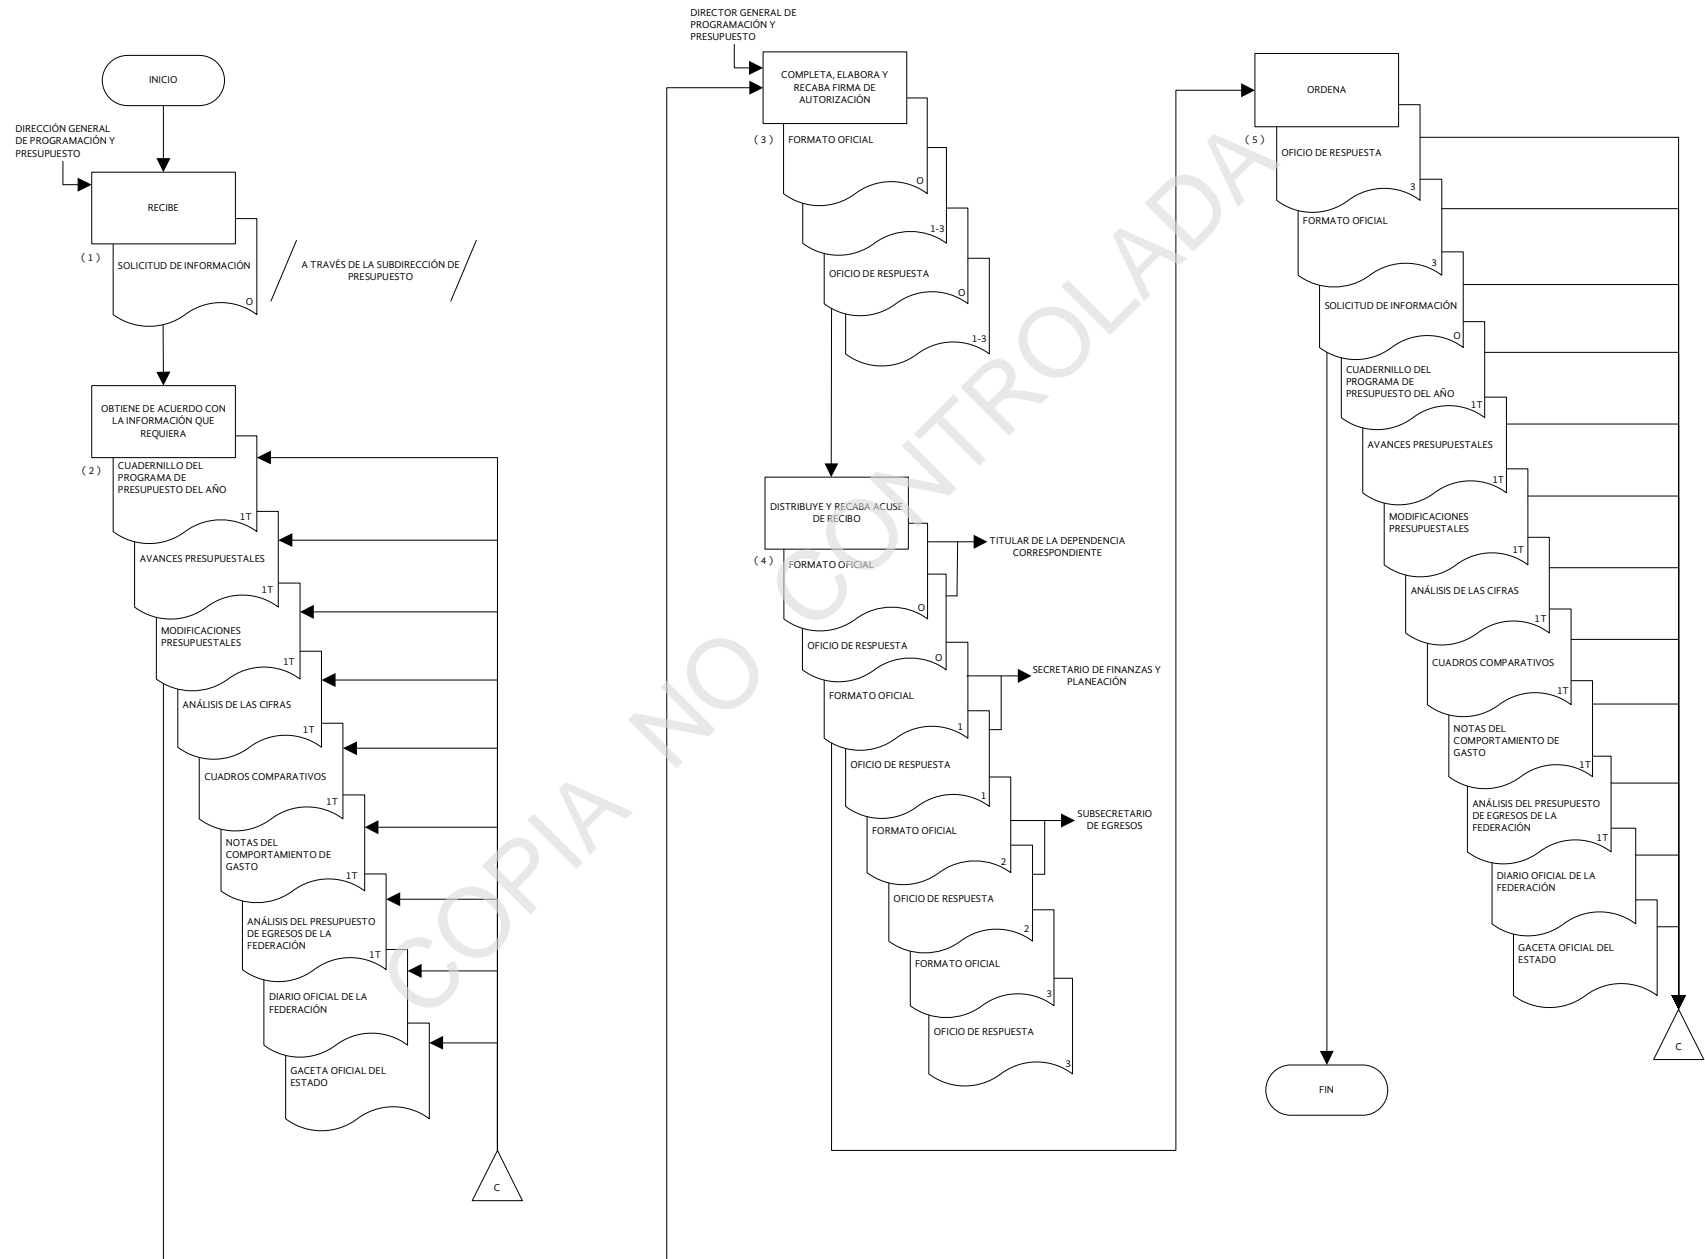 INICIO
DIRECCIÓN GENERAL
DE PROGRAMACIÓN Y
PRESUPUESTO
RECIBE
( 1 )
SOLICITUD DE INFORMACIÓN
O
A TRAVÉS DE LA SUBDIRECCIÓN DE
PRESUPUESTO
OBTIENE DE ACUERDO CON
LA INFORMACIÓN QUE
REQUIERA
( 2 )
CUADERNILLO DEL
PROGRAMA DE
PRESUPUESTO DEL AÑO
1T
AVANCES PRESUPUESTALES
1T
MODIFICACIONES
PRESUPUESTALES
1T
ANÁLISIS DE LAS CIFRAS
1T
CUADROS COMPARATIVOS
1T
NOTAS DEL
COMPORTAMIENTO DE
GASTO
1T
ANÁLISIS DEL PRESUPUESTO
DE EGRESOS DE LA
FEDERACIÓN
1T
DIARIO OFICIAL DE LA
FEDERACIÓN
GACETA OFICIAL DEL
ESTADO
C
DIRECTOR GENERAL DE
PROGRAMACIÓN Y
PRESUPUESTO
COMPLETA, ELABORA Y
RECABA FIRMA DE
AUTORIZACIÓN
( 3 )
FORMATO OFICIAL
O
1-3
OFICIO DE RESPUESTA
O
1-3
DISTRIBUYE Y RECABA ACUSE
DE RECIBO
( 4 )
FORMATO OFICIAL
O
TITULAR DE LA DEPENDENCIA
CORRESPONDIENTE
OFICIO DE RESPUESTA
O
FORMATO OFICIAL
1
SECRETARIO DE FINANZAS Y
PLANEACIÓN
OFICIO DE RESPUESTA
1
FORMATO OFICIAL
2
SUBSECRETARIO
DE EGRESOS
OFICIO DE RESPUESTA
2
FORMATO OFICIAL
3
OFICIO DE RESPUESTA
3
ORDENA
( 5 )
OFICIO DE RESPUESTA
3
FORMATO OFICIAL
3
SOLICITUD DE INFORMACIÓN
O
CUADERNILLO DEL
PROGRAMA DE
PRESUPUESTO DEL AÑO
1T
AVANCES PRESUPUESTALES
1T
MODIFICACIONES
PRESUPUESTALES
1T
ANÁLISIS DE LAS CIFRAS
1T
CUADROS COMPARATIVOS
1T
NOTAS DEL
COMPORTAMIENTO DE
GASTO
1T
ANÁLISIS DEL PRESUPUESTO
DE EGRESOS DE LA
FEDERACIÓN
1T
DIARIO OFICIAL DE LA
FEDERACIÓN
GACETA OFICIAL DEL
ESTADO
C
FIN
COPIA NO CONTROLADA